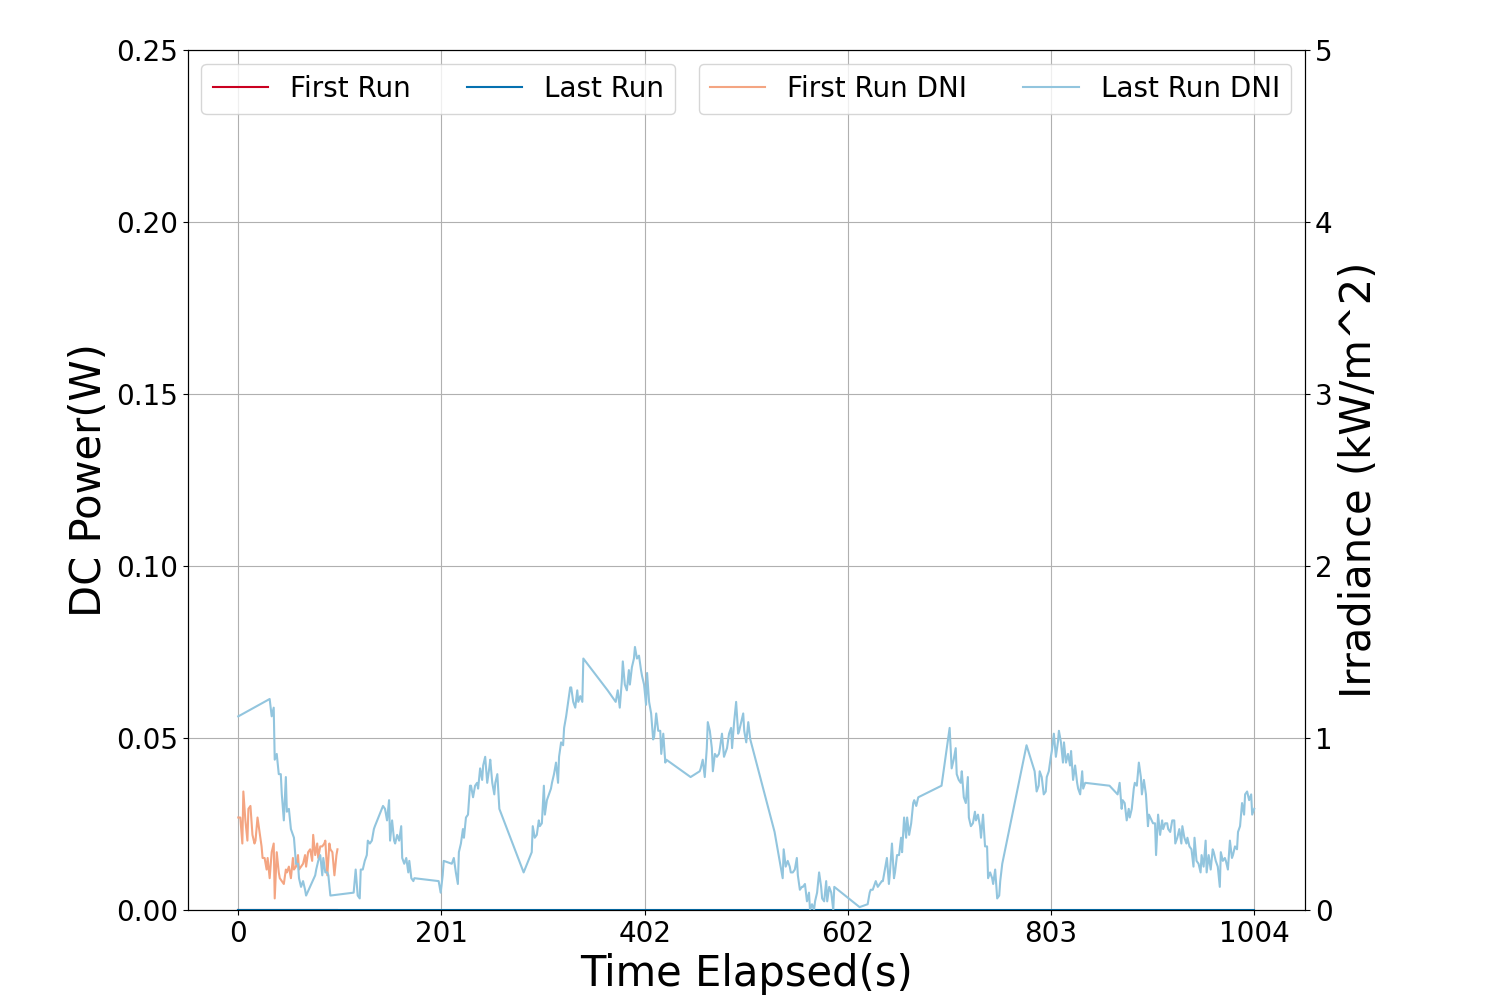 0.25
0.20
0.15
0.10
0.05
0.00
DC Power(W)
First Run
Last Run
First Run DNI
Last Run DNI
5
4
3
2
1
0
Irradiance (kW/m^2)
0 201 402 602 803 1004
Time Elapsed(s)